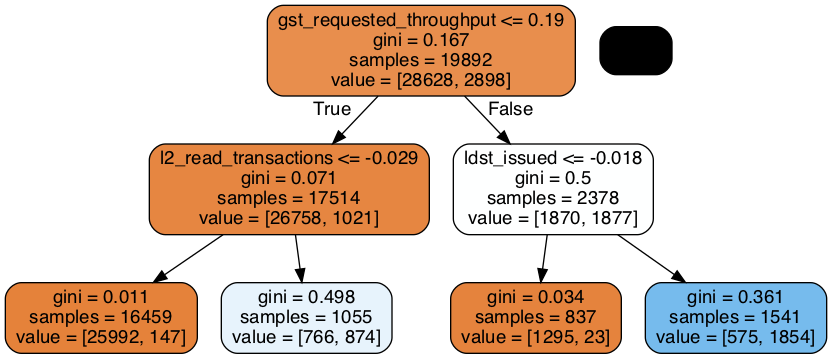 gst_requested_throughput <= 0.19
gini = 0.167
samples = 19892
value = [28628, 2898]
True
False
l2_read_transactions <= -0.029
gini = 0.071
samples = 17514
value = [26758, 1021]
ldst_issued <= -0.018
gini = 0.5
samples = 2378
value = [1870, 1877]
gini = 0.011
samples = 16459
value = [25992, 147]
gini = 0.498
samples = 1055
value = [766, 874]
gini = 0.034
samples = 837
value = [1295, 23]
gini = 0.361
samples = 1541
value = [575, 1854]